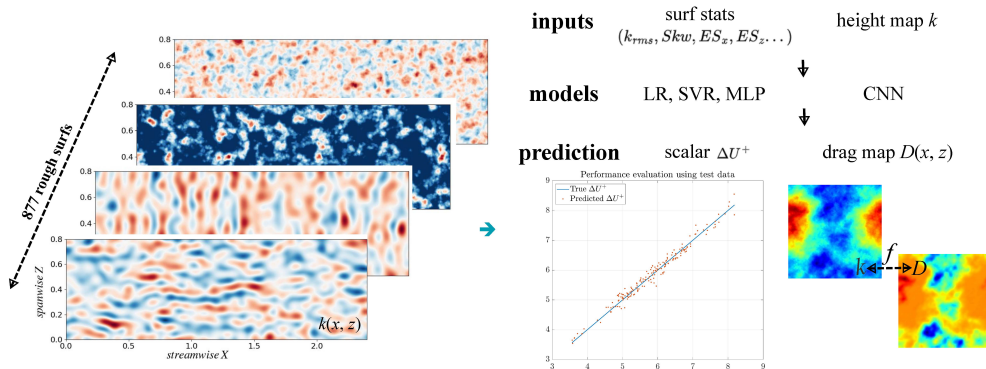 877 rough surfs
0.8
0.6
0.4
0.8
0.6
0.4
0.8
0.6
0.4
0.8
0.6
0.4
0.2
0.0
spanwise Z
0.0 0.5 1.0 1.5 2.0
streamwise X
k(x, z)
inputs surf stats height map k
(k_{rms}, Skw, ES_x, ES_z...)
models LR, SVR, MLP CNN
prediction scalar ΔU⁺ drag map D(x, z)
Performance evaluation using test data
True ΔU⁺
Predicted ΔU⁺
9
8
7
6
5
4
3
3 4 5 6 7 8 9
f
k D